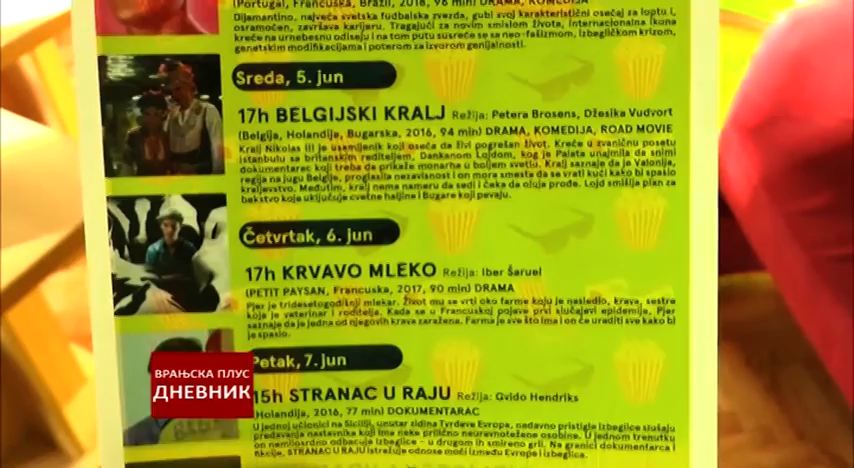 (Portugal, Francuska, Brazil, 2018, 96 min) DRAMA, KOMEDIJA
Dijamantino, najveća svetska fudbalska zvezda, gubi svoj karakteristični osećaj za loptu i,
osramoćen, završava karijeru. Tragajući za novim smislom života, internacionalna ikona
kreće na urnebesnu odiseju i na tom putu susreće se sa neo-fašizmom, izbegličkom krizom,
genetskim modifikacijama i poterom za izvorom genijalnosti.
Sreda, 5. jun
17h BELGIJSKI KRALJ Režija: Petera Brosens, Džesika Vudvort
(Belgija, Holandija, Bugarska, 2016, 94 min) DRAMA, KOMEDIJA, ROAD MOVIE
Kralj Nikolas III je usamljenik koji oseća da živi pogrešan život. Kreće u zvaničnu posetu
Istanbulu sa britanskim rediteljem, Dankanom Lojdom, kog je Palata unajmila da snimi
dokumentarac koji treba da prikaže monarha u boljem svetlu. Kralj saznaje da je Valonija,
regija na jugu Belgije, proglasila nezavisnost i on mora smesta da se vrati kući kako bi spasio
kraljevstvo. Međutim, kralj nema nameru da sedi i čeka da oluja prođe. Lojd smišlja plan za
bekstvo koje uključuje cvetne haljine i Bugare koji pevaju.
Četvrtak, 6. jun
17h KRVAVO MLEKO Režija: Iber Šaruel
(PETIT PAYSAN, Francuska, 2017, 90 min) DRAMA
Pjer je tridesetogodišnji mlekar. Život mu se vrti oko farme koju je nasledio, krava, sestre
koja je veterinar i roditelja. Kada se u Francuskoj pojave prvi slučajevi epidemije, Pjer
saznaje da je jedna od njegovih krava zaražena. Farma je sve što ima i on će uraditi sve kako bi
je spasio.
Petak, 7. jun
15h STRANAC U RAJU Režija: Gvido Hendriks
(Holandija, 2016, 77 min) DOKUMENTARAC
U jednoj učionici na Siciliji, unutar zidina Tvrđeve Evropa, nedavno pristigle izbeglice slušaju
predavanja nastavnika koji ima neke prilično neuravnotežene osobine. U jednom trenutku
on nemilosrdno odbacuje izbeglice – u drugom ih smireno grli. Na granici dokumentarca i
fikcije, STRANAC U RAJU istražuje odnose moći između Evrope i izbeglica.
ВРАЊСКА ПЛУС
ДНЕВНИК